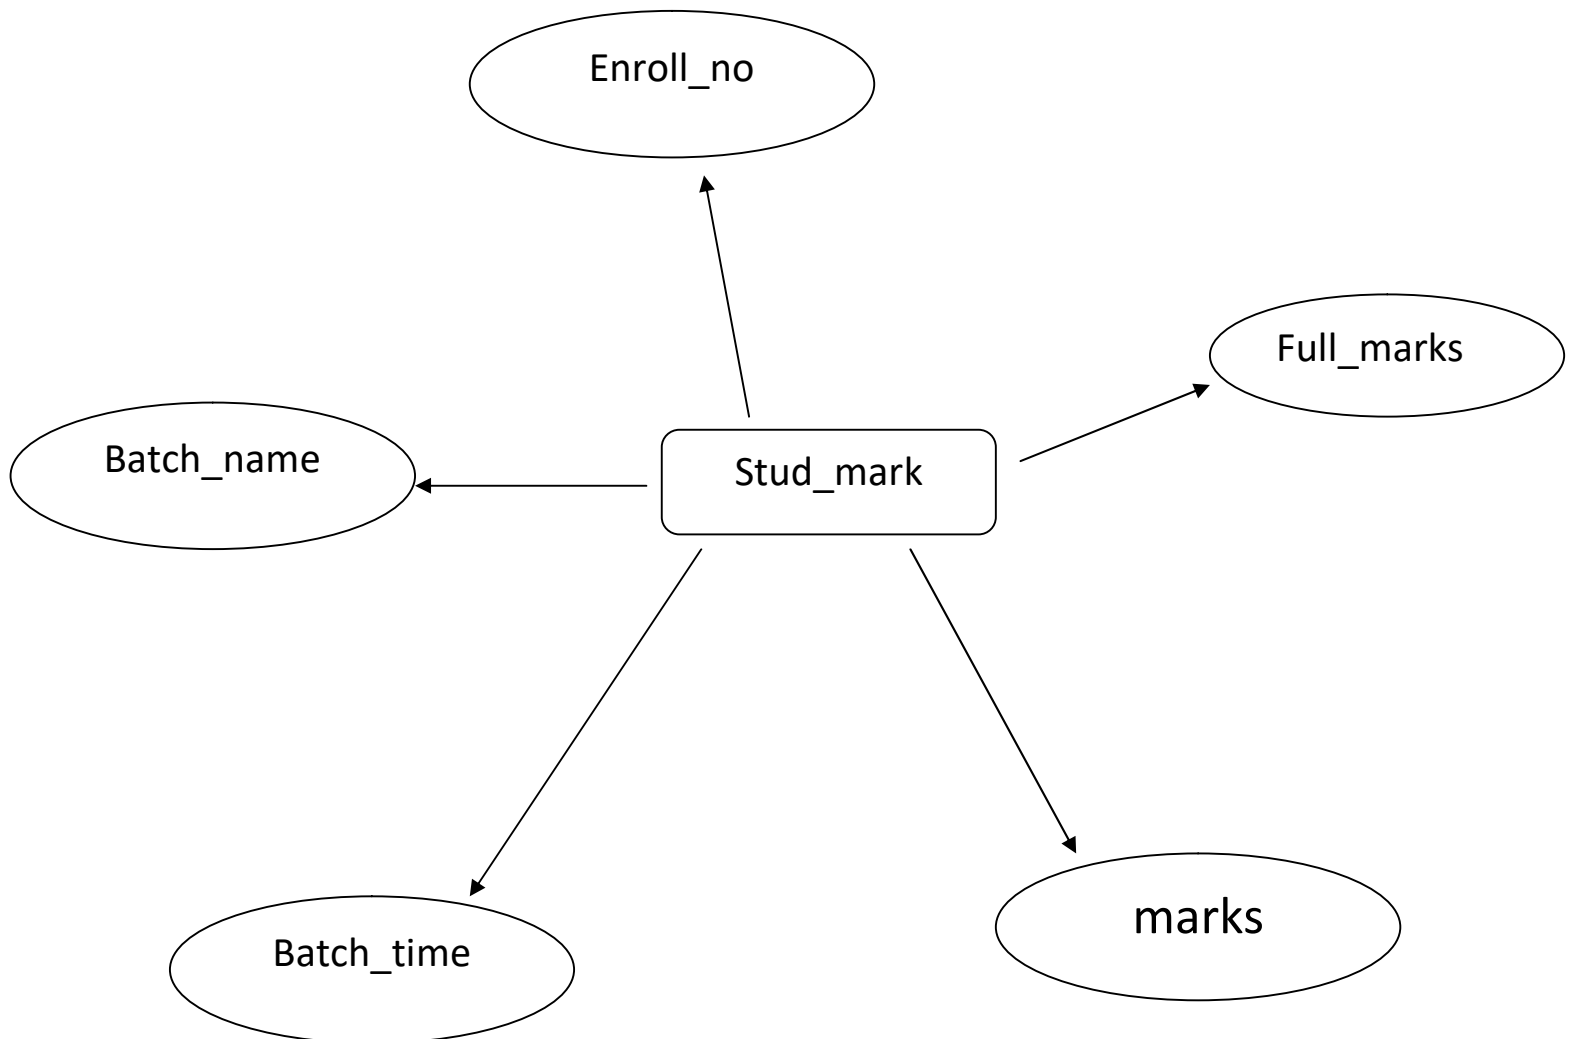 Enroll_no
Full_marks
Batch_name
Stud_mark
marks
Batch_time